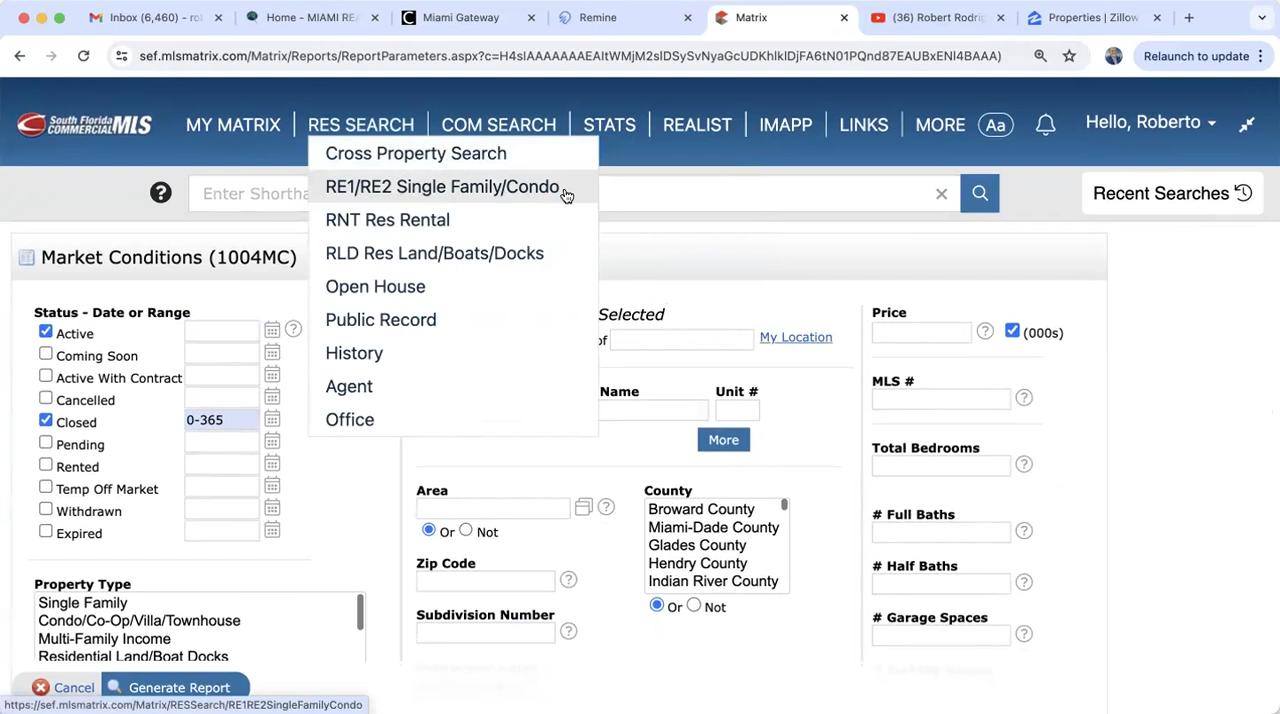 Inbox (6,460) - ro
Home - MIAMI RE
Miami Gateway
Remine
Matrix
(36) Robert Rodri
Properties | Zillow
sef.mlsmatrix.com/Matrix/Reports/ReportParameters.aspx?c=H4sIAAAAAAAEAItWMjM2slDSySvNyaGUDKhlklDjFA6tN01PQnd87EAUBxENl4BAAA)
Relaunch to update
South Florida COMMERCIAL MLS
MY MATRIX
RES SEARCH
COM SEARCH
STATS
REALIST
IMAPP
LINKS
MORE
Aa
Hello, Roberto
Enter Shortha
Recent Searches
Cross Property Search
RE1/RE2 Single Family/Condo
RNT Res Rental
RLD Res Land/Boats/Docks
Open House
Public Record
History
Agent
Office
Market Conditions (1004MC)
Status - Date or Range
Active
Coming Soon
Active With Contract
Cancelled
Closed 0-365
Pending
Rented
Temp Off Market
Withdrawn
Expired
Property Type
Single Family
Condo/Co-Op/Villa/Townhouse
Multi-Family Income
Residential Land/Boat Docks
Selected
of
My Location
Name
Unit #
More
Area
Or Not
Zip Code
Subdivision Number
County
Broward County
Miami-Dade County
Glades County
Hendry County
Indian River County
Or Not
Price
(000s)
MLS #
Total Bedrooms
# Full Baths
# Half Baths
# Garage Spaces
Cancel
Generate Report
https://sef.mlsmatrix.com/Matrix/RESSearch/RE1RE2SingleFamilyCondo